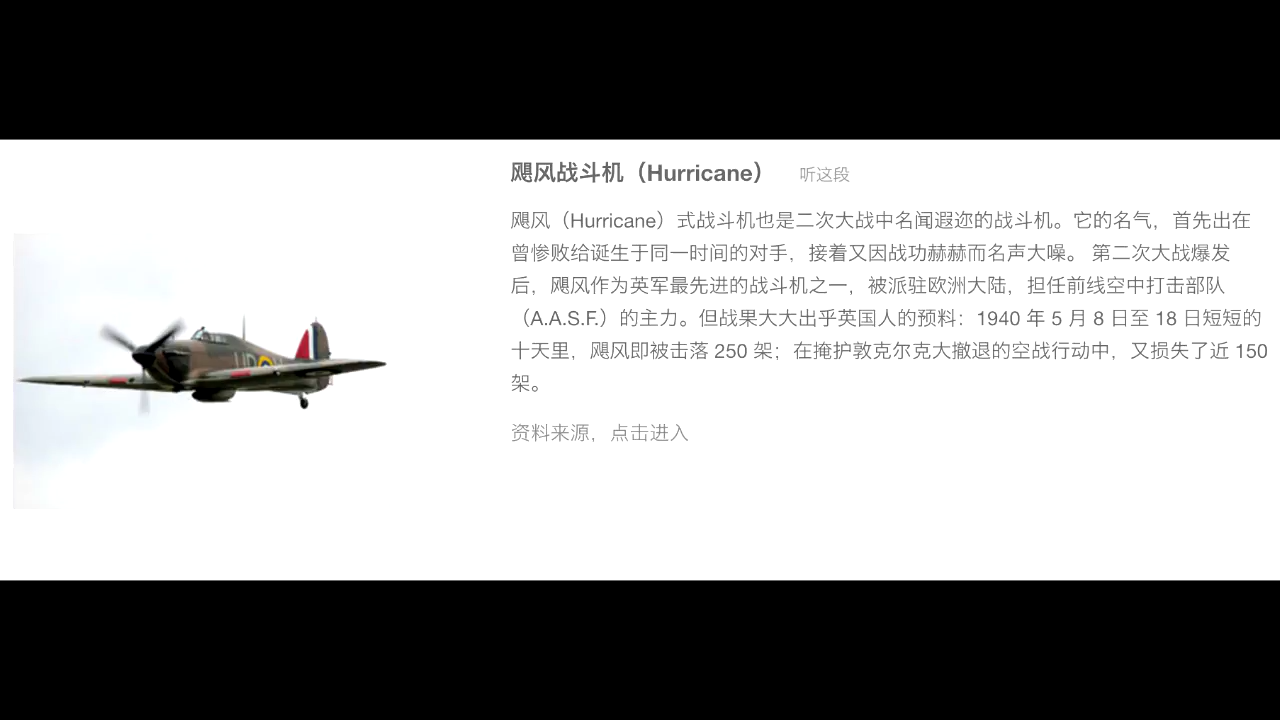 飓风战斗机（Hurricane） 听这段
飓风（Hurricane）式战斗机也是二次大战中名闻遐迩的战斗机。它的名气，首先出在
曾惨败给诞生于同一时间的对手，接着又因战功赫赫而名声大噪。 第二次大战爆发
后，飓风作为英军最先进的战斗机之一，被派驻欧洲大陆，担任前线空中打击部队
（A.A.S.F.）的主力。但战果大大出乎英国人的预料：1940 年 5 月 8 日至 18 日短短的
十天里，飓风即被击落 250 架；在掩护敦克尔克大撤退的空战行动中，又损失了近 150
架。
资料来源，点击进入